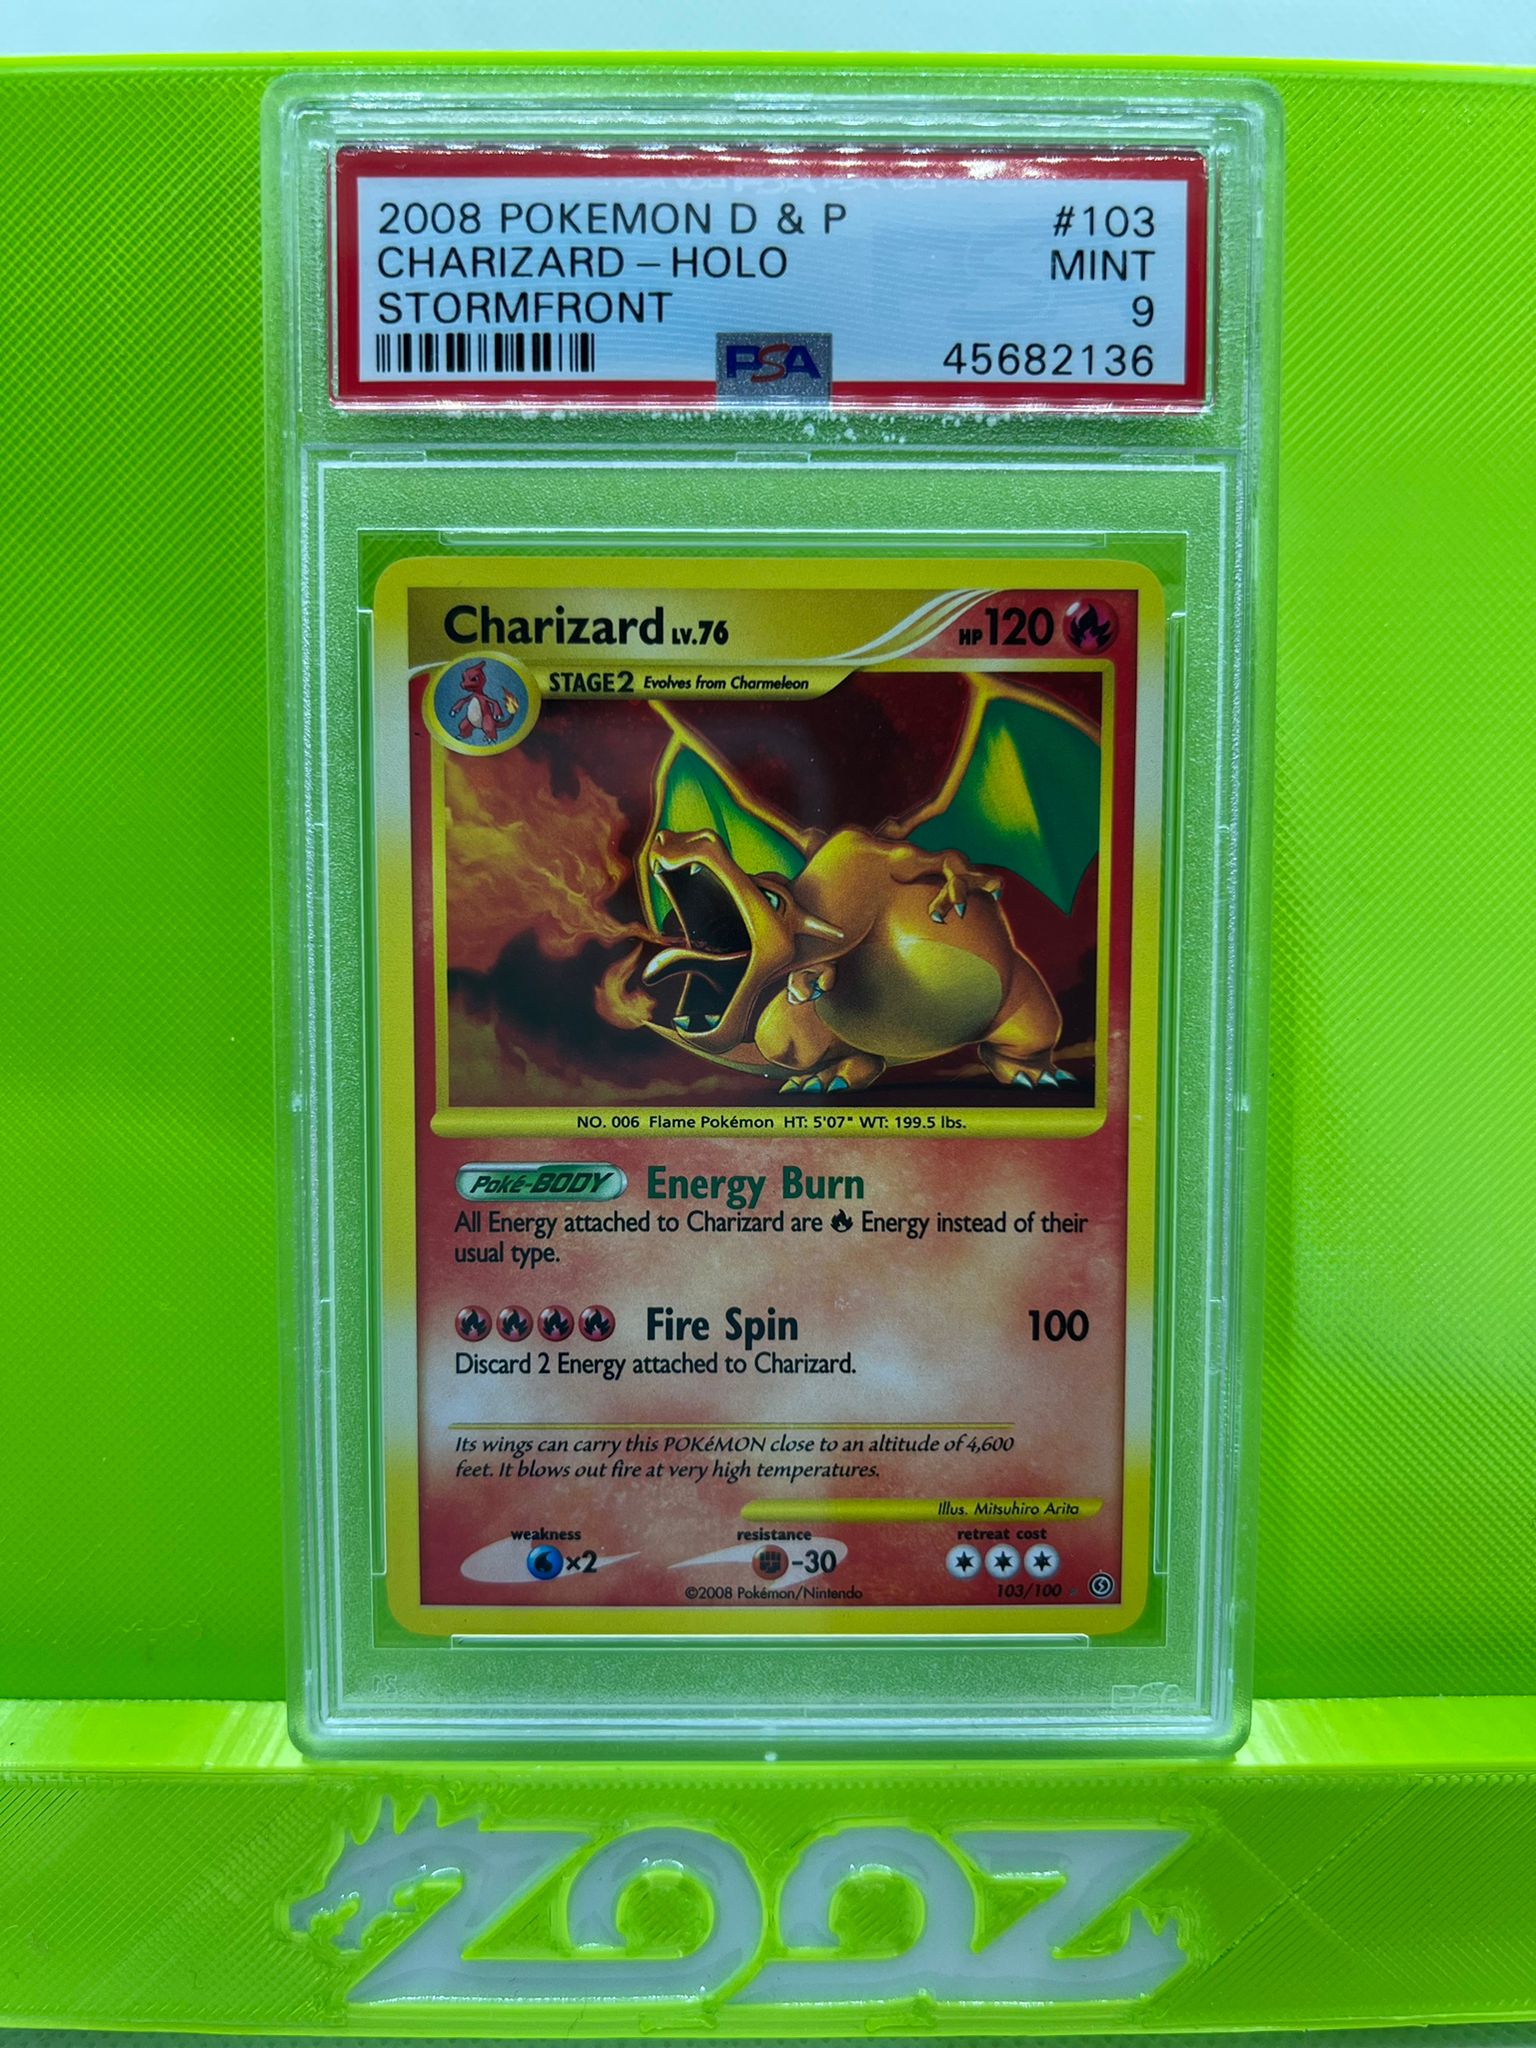 2008 POKEMON D & P #103
CHARIZARD – HOLO MINT
STORMFRONT 9
PSA 45682136
Charizard LV.76 HP 120
STAGE2 Evolves from Charmeleon
NO. 006 Flame Pokémon HT: 5'07" WT: 199.5 lbs.
Poké-BODY Energy Burn
All Energy attached to Charizard are Energy instead of their
usual type.
Fire Spin 100
Discard 2 Energy attached to Charizard.
Its wings can carry this POKéMON close to an altitude of 4,600
feet. It blows out fire at very high temperatures.
Illus. Mitsuhiro Arita
weakness resistance retreat cost
×2 -30
©2008 Pokémon/Nintendo 103/100
PSA
ZOOZ